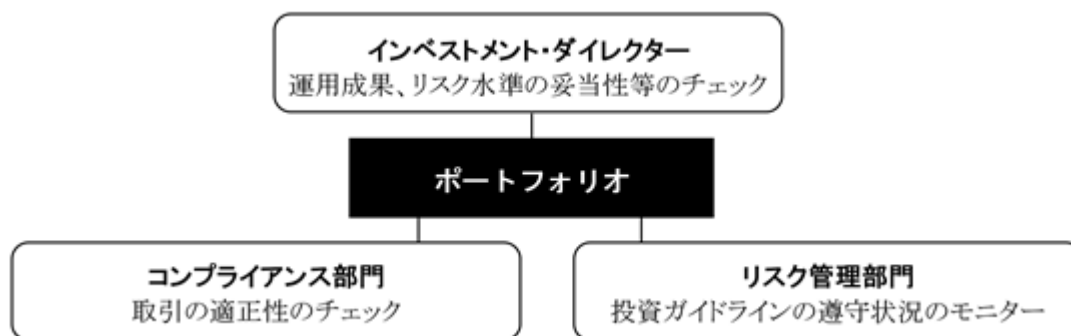 インベストメント・ダイレクター
運用成果、リスク水準の妥当性等のチェック
ポートフォリオ
コンプライアンス部門
取引の適正性のチェック
リスク管理部門
投資ガイドラインの遵守状況のモニター